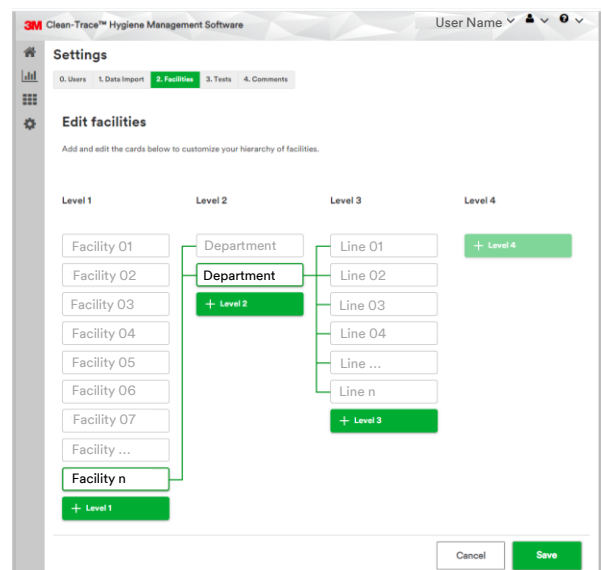 3M Clean-Trace™ Hygiene Management Software User Name
Settings
0. Users 1. Data Import 2. Facilities 3. Tests 4. Comments
Edit facilities
Add and edit the cards below to customize your hierarchy of facilities.
Level 1 Level 2 Level 3 Level 4
Facility 01 Department Line 01 + Level 4
Facility 02 Department Line 02
Facility 03 + Level 2 Line 03
Facility 04 Line 04
Facility 05 Line ...
Facility 06 Line n
Facility 07 + Level 3
Facility ...
Facility n
+ Level 1
Cancel Save